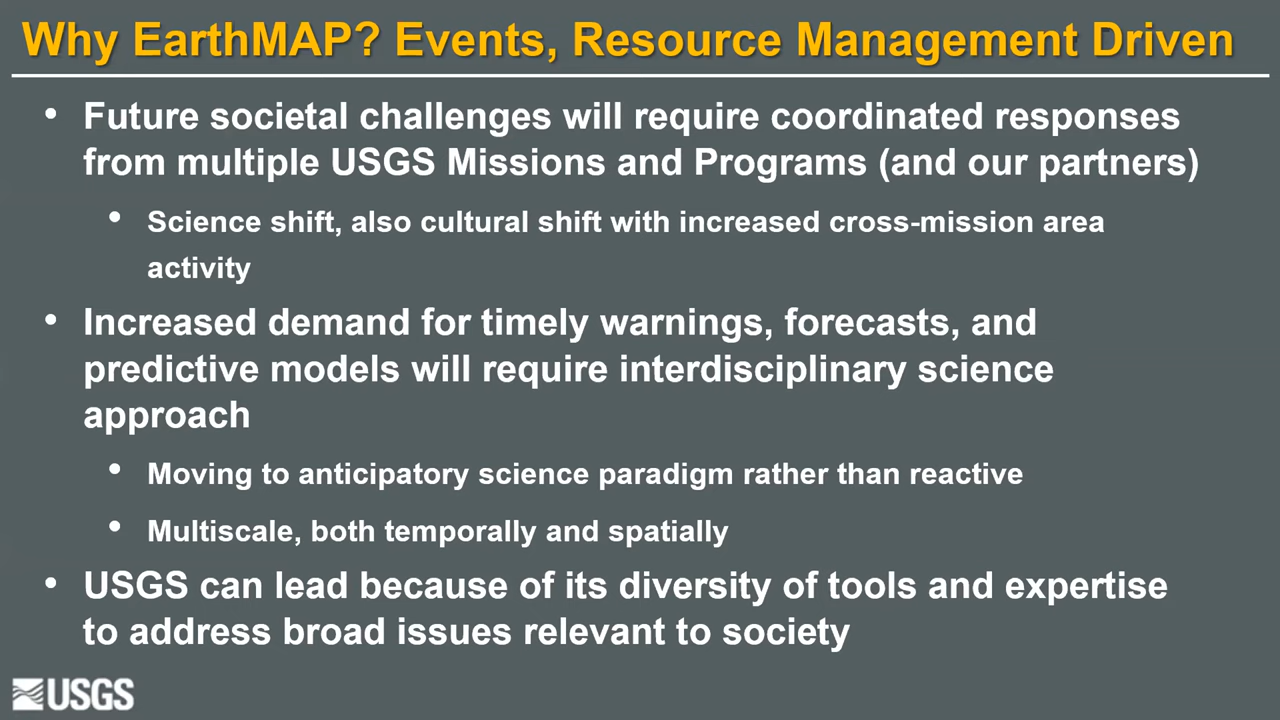 Why EarthMAP? Events, Resource Management Driven
• Future societal challenges will require coordinated responses
from multiple USGS Missions and Programs (and our partners)
• Science shift, also cultural shift with increased cross-mission area
activity
• Increased demand for timely warnings, forecasts, and
predictive models will require interdisciplinary science
approach
• Moving to anticipatory science paradigm rather than reactive
• Multiscale, both temporally and spatially
• USGS can lead because of its diversity of tools and expertise
to address broad issues relevant to society
USGS